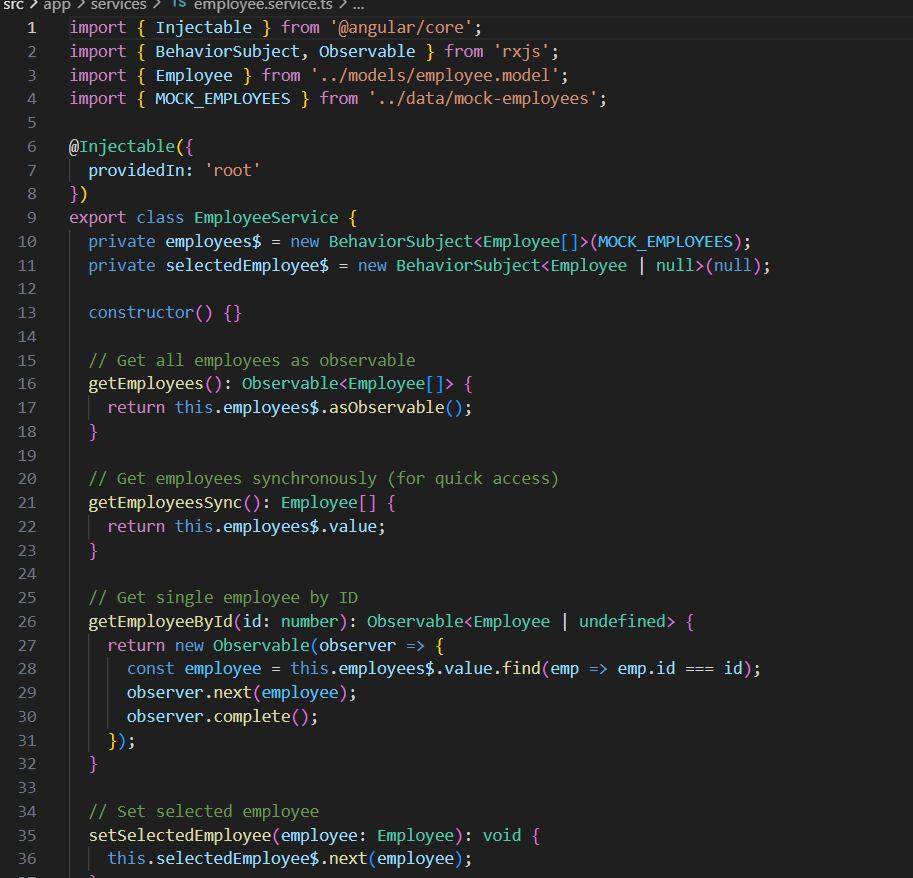 src > app > services > TS employee.service.ts > ...
1 import { Injectable } from '@angular/core';
2 import { BehaviorSubject, Observable } from 'rxjs';
3 import { Employee } from '../models/employee.model';
4 import { MOCK_EMPLOYEES } from '../data/mock-employees';
5
6 @Injectable({
7   providedIn: 'root'
8 })
9 export class EmployeeService {
10   private employees$ = new BehaviorSubject<Employee[]>(MOCK_EMPLOYEES);
11   private selectedEmployee$ = new BehaviorSubject<Employee | null>(null);
12
13   constructor() {}
14
15   // Get all employees as observable
16   getEmployees(): Observable<Employee[]> {
17     return this.employees$.asObservable();
18   }
19
20   // Get employees synchronously (for quick access)
21   getEmployeesSync(): Employee[] {
22     return this.employees$.value;
23   }
24
25   // Get single employee by ID
26   getEmployeeById(id: number): Observable<Employee | undefined> {
27     return new Observable(observer => {
28       const employee = this.employees$.value.find(emp => emp.id === id);
29       observer.next(employee);
30       observer.complete();
31     });
32   }
33
34   // Set selected employee
35   setSelectedEmployee(employee: Employee): void {
36     this.selectedEmployee$.next(employee);